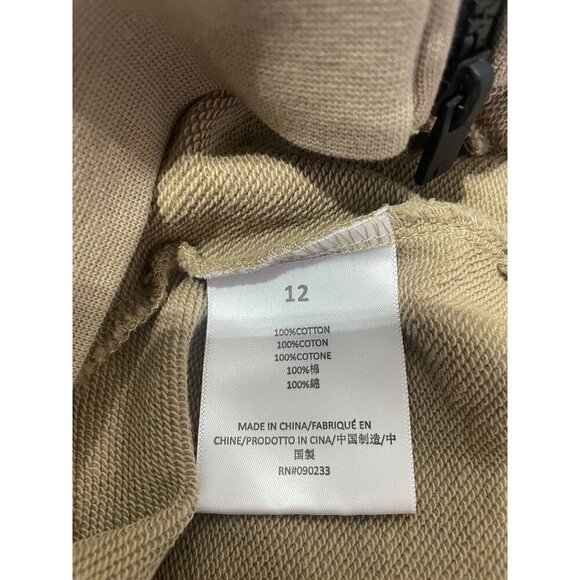 12
100%COTTON
100%COTON
100%COTONE
100%棉
100%綿
MADE IN CHINA/FABRIQUÉ EN
CHINE/PRODOTTO IN CINA/中国制造/中
国製
RN#090233